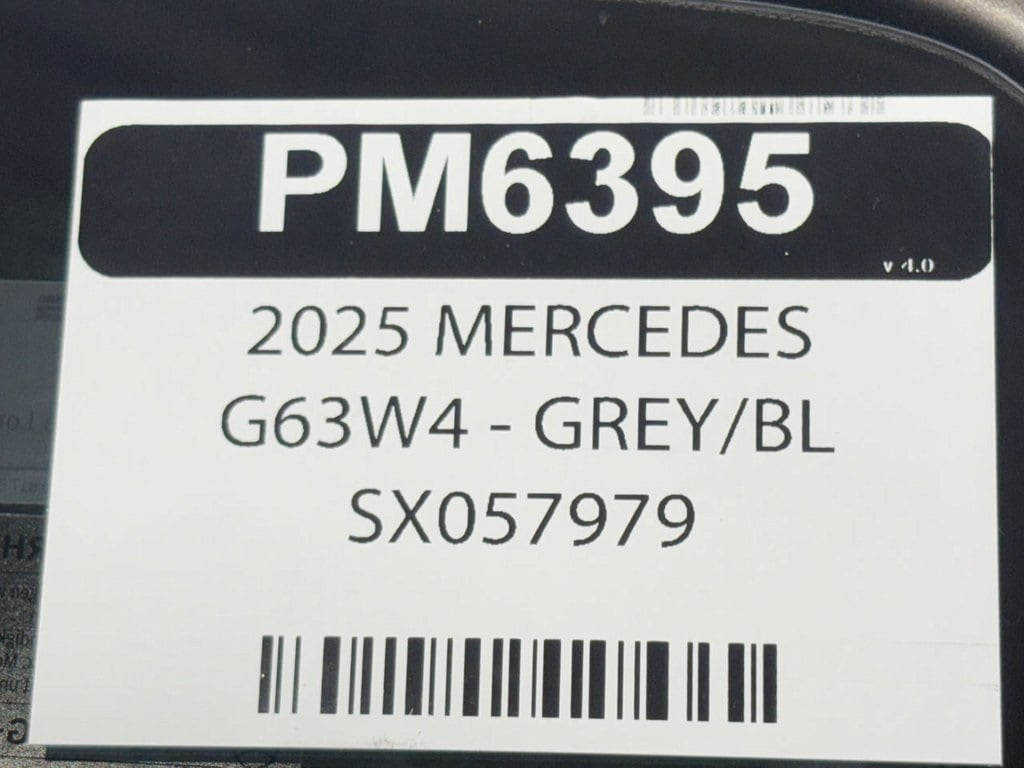 PM6395
v 4.0
2025 MERCEDES
G63W4 - GREY/BL
SX057979